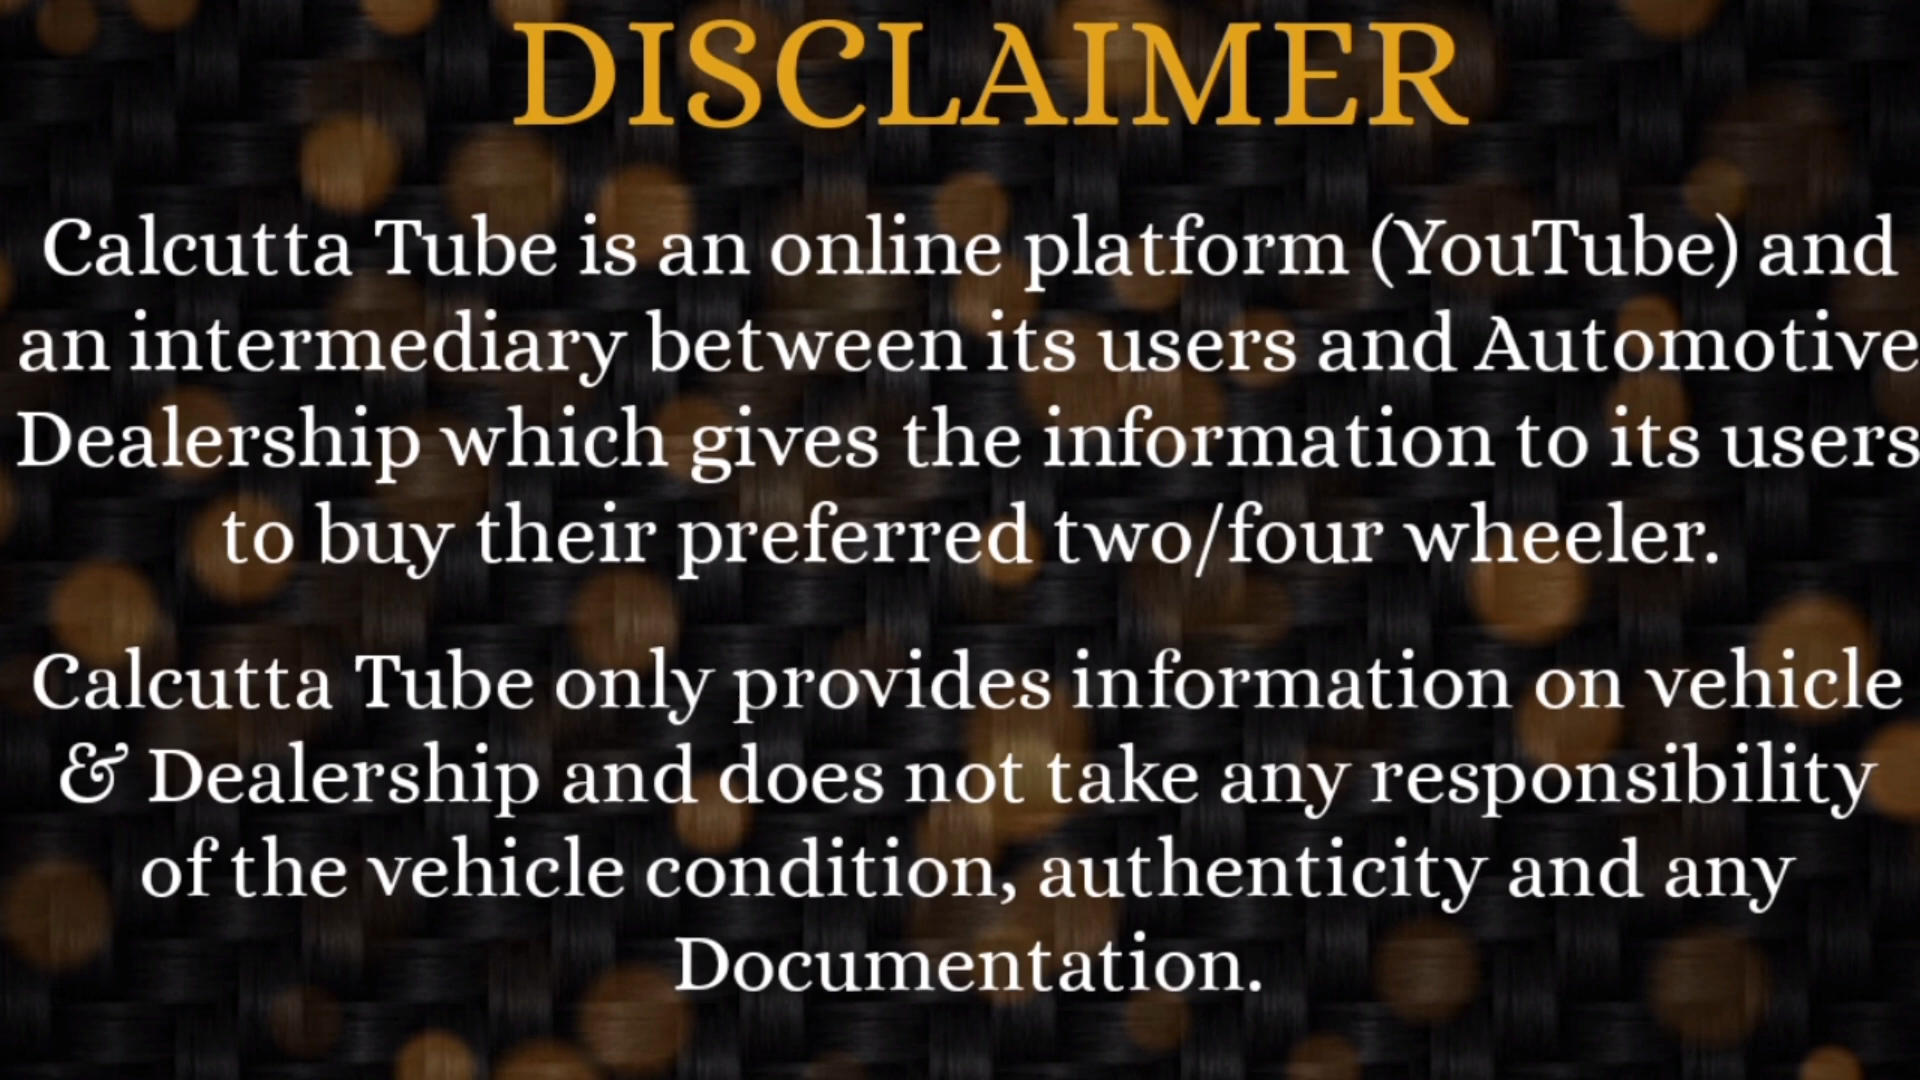 DISCLAIMER
Calcutta Tube is an online platform (YouTube) and
an intermediary between its users and Automotive
Dealership which gives the information to its users
to buy their preferred two/four wheeler.
Calcutta Tube only provides information on vehicle
& Dealership and does not take any responsibility
of the vehicle condition, authenticity and any
Documentation.